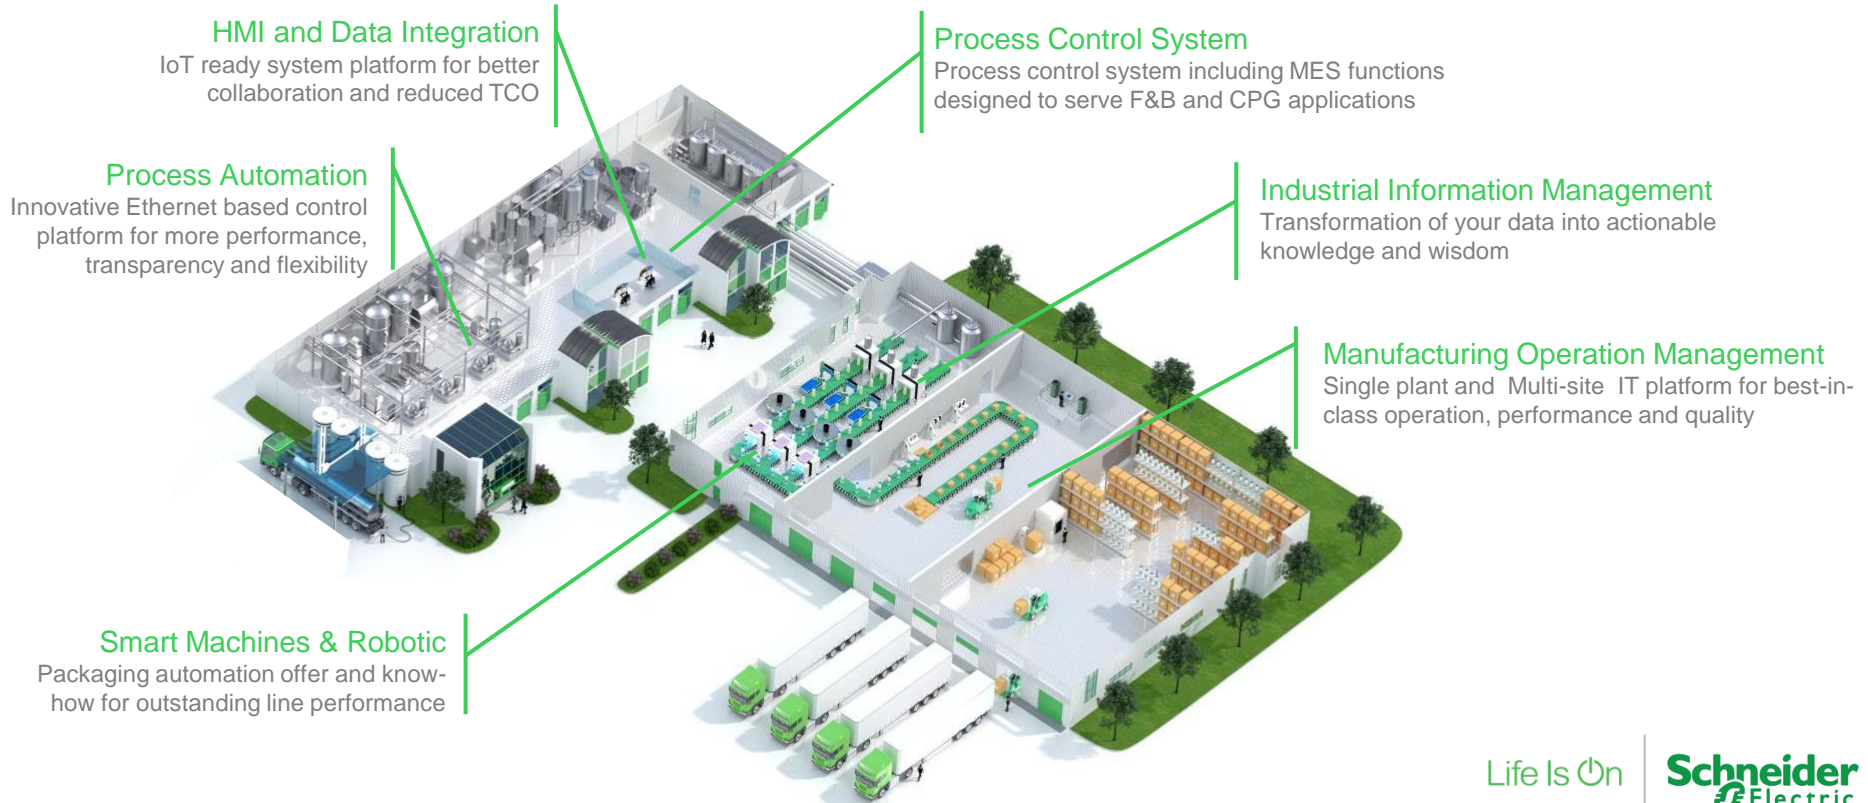 HMI and Data Integration
IoT ready system platform for better
collaboration and reduced TCO
Process Control System
Process control system including MES functions
designed to serve F&B and CPG applications
Process Automation
Innovative Ethernet based control
platform for more performance,
transparency and flexibility
Industrial Information Management
Transformation of your data into actionable
knowledge and wisdom
Manufacturing Operation Management
Single plant and  Multi-site  IT platform for best-in-
class operation, performance and quality
Smart Machines & Robotic
Packaging automation offer and know-
how for outstanding line performance
Life Is On
Schneider
Electric